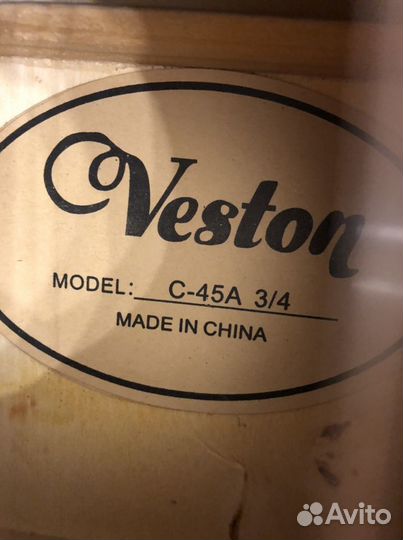 Veston
MODEL: C-45A 3/4
MADE IN CHINA
Avito